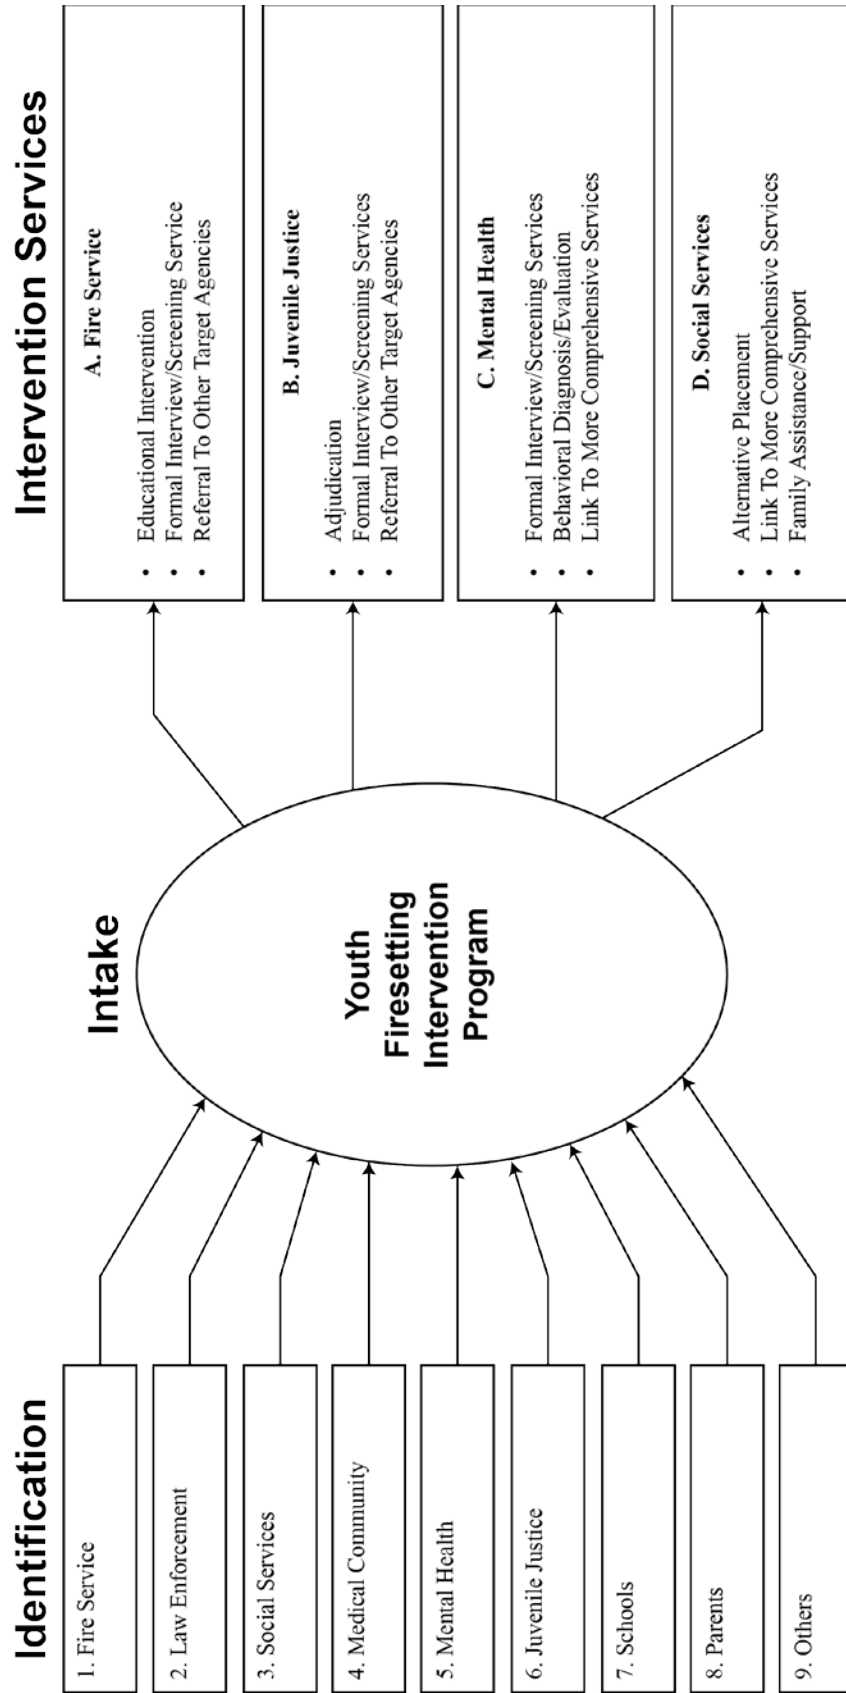 Identification
1. Fire Service
2. Law Enforcement
3. Social Services
4. Medical Community
5. Mental Health
6. Juvenile Justice
7. Schools
8. Parents
9. Others
Intake
Youth
Firesetting
Intervention
Program
Intervention Services
A. Fire Service
• Educational Intervention
• Formal Interview/Screening Service
• Referral To Other Target Agencies
B. Juvenile Justice
• Adjudication
• Formal Interview/Screening Services
• Referral To Other Target Agencies
C. Mental Health
• Formal Interview/Screening Services
• Behavioral Diagnosis/Evaluation
• Link To More Comprehensive Services
D. Social Services
• Alternative Placement
• Link To More Comprehensive Services
• Family Assistance/Support